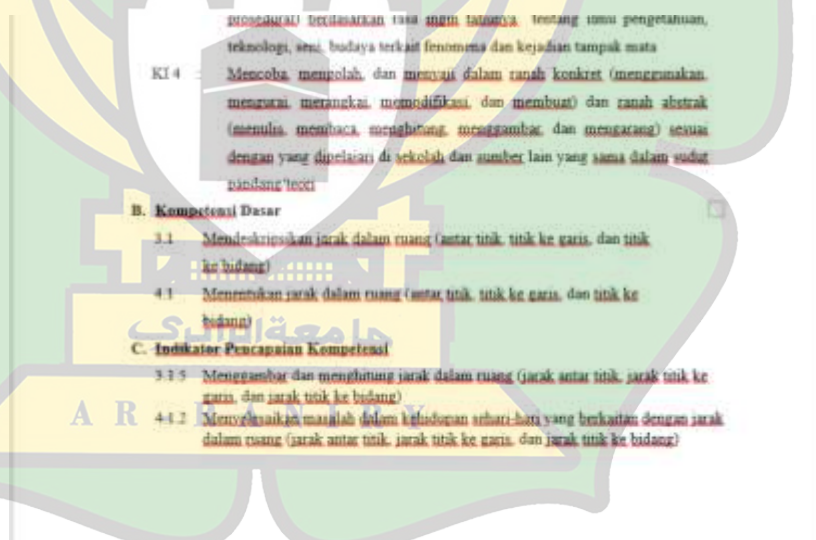 prosedural) berdasarkan rasa ingin tahunya tentang ilmu pengetahuan,
teknologi, seni, budaya terkait fenomena dan kejadian tampak mata
KI 4 : Mencoba, mengolah, dan menyaji dalam ranah konkret (menggunakan,
mengurai, merangkai, memodifikasi, dan membuat) dan ranah abstrak
(menulis, membaca, menghitung, menggambar, dan mengarang) sesuai
dengan yang dipelajari di sekolah dan sumber lain yang sama dalam sudut
pandang/teori
B. Kompetensi Dasar
3.1 Mendeskripsikan jarak dalam ruang (antar titik, titik ke garis, dan titik
ke bidang)
4.1 Menentukan jarak dalam ruang (antar titik, titik ke garis, dan titik ke
bidang)
جامعة الرانري
C. Indikator Pencapaian Kompetensi
3.1.5 Menggambar dan menghitung jarak dalam ruang (jarak antar titik, jarak titik ke
garis, dan jarak titik ke bidang)
AR-RANIRY
4.1.2 Menyelesaikan masalah dalam kehidupan sehari-hari yang berkaitan dengan jarak
dalam ruang (jarak antar titik, jarak titik ke garis, dan jarak titik ke bidang)